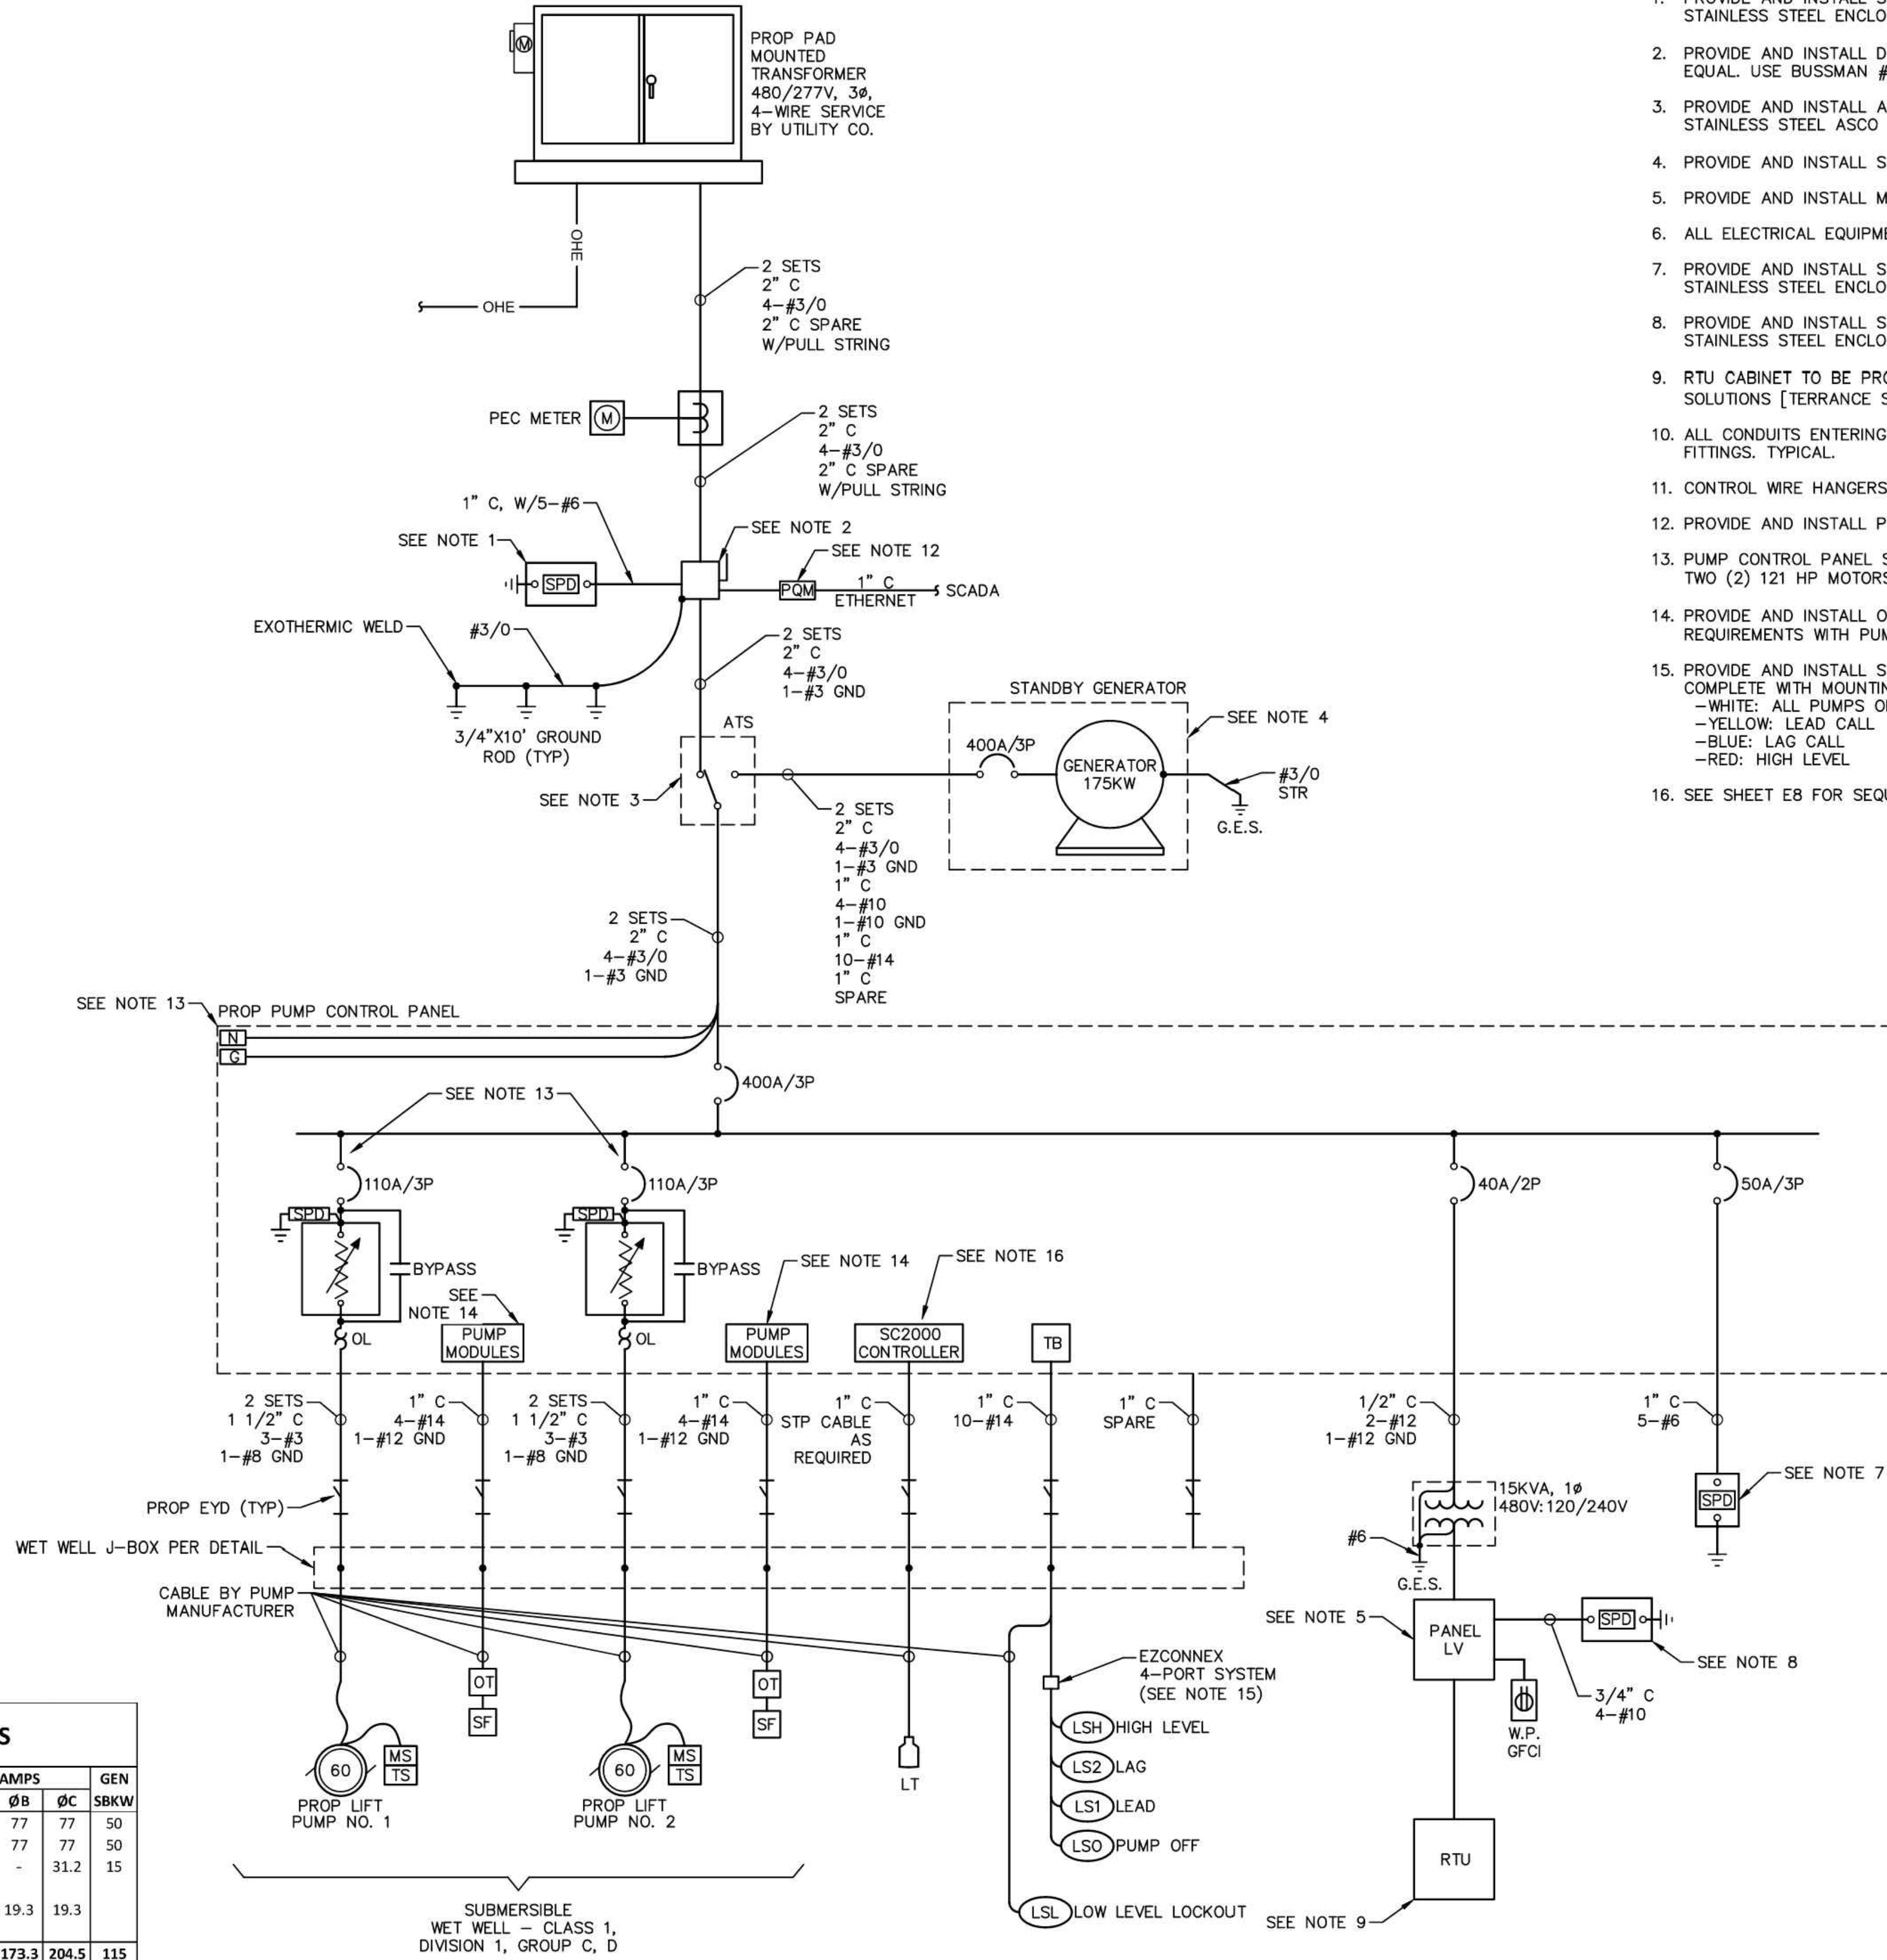 PROP PAD
MOUNTED
TRANSFORMER
480/277V, 3ø,
4-WIRE SERVICE
BY UTILITY CO.
M
OHE
OHE
2 SETS
2" C
4-#3/0
2" C SPARE
W/PULL STRING
PEC METER
M
2 SETS
2" C
4-#3/0
2" C SPARE
W/PULL STRING
1" C, W/5-#6
SEE NOTE 1
SPD
SEE NOTE 2
SEE NOTE 12
PQM
1" C
ETHERNET
SCADA
EXOTHERMIC WELD
#3/0
3/4"X10' GROUND
ROD (TYP)
2 SETS
2" C
4-#3/0
1-#3 GND
ATS
SEE NOTE 3
STANDBY GENERATOR
400A/3P
GENERATOR
175KW
SEE NOTE 4
#3/0
STR
G.E.S.
2 SETS
2" C
4-#3/0
1-#3 GND
1" C
4-#10
1-#10 GND
1" C
10-#14
1" C
SPARE
2 SETS
2" C
4-#3/0
1-#3 GND
SEE NOTE 13
PROP PUMP CONTROL PANEL
N
G
400A/3P
SEE NOTE 13
110A/3P
110A/3P
40A/2P
50A/3P
SPD
SPD
BYPASS
BYPASS
SEE
NOTE 14
SEE NOTE 14
SEE NOTE 16
OL
OL
PUMP
MODULES
PUMP
MODULES
SC2000
CONTROLLER
TB
2 SETS
1 1/2" C
3-#3
1-#8 GND
1" C
4-#14
1-#12 GND
2 SETS
1 1/2" C
3-#3
1-#8 GND
1" C
4-#14
1-#12 GND
1" C
STP CABLE
AS
REQUIRED
1" C
10-#14
1" C
SPARE
1/2" C
2-#12
1-#12 GND
1" C
5-#6
PROP EYD (TYP)
WET WELL J-BOX PER DETAIL
CABLE BY PUMP
MANUFACTURER
15KVA, 1ø
480V:120/240V
#6
G.E.S.
SPD
SEE NOTE 7
SEE NOTE 5
PANEL
LV
SPD
SEE NOTE 8
3/4" C
4-#10
W.P.
GFCI
RTU
SEE NOTE 9
OT
SF
OT
SF
60
MS
TS
60
MS
TS
PROP LIFT
PUMP NO. 1
PROP LIFT
PUMP NO. 2
LT
EZCONNEX
4-PORT SYSTEM
(SEE NOTE 15)
LSH HIGH LEVEL
LS2 LAG
LS1 LEAD
LSO PUMP OFF
LSL LOW LEVEL LOCKOUT
SUBMERSIBLE
WET WELL - CLASS 1,
DIVISION 1, GROUP C, D
S
AMPS GEN
ØB ØC SBKW
77 77 50
77 77 50
- 31.2 15
19.3 19.3
173.3 204.5 115
STAINLESS STEEL
2. PROVIDE AND INSTALL
EQUAL. USE BUSSMAN #
3. PROVIDE AND INSTALL
STAINLESS STEEL ASCO
4. PROVIDE AND INSTALL
5. PROVIDE AND INSTALL
6. ALL ELECTRICAL
7. PROVIDE AND INSTALL
STAINLESS STEEL
8. PROVIDE AND INSTALL
STAINLESS STEEL
9. RTU CABINET TO BE
SOLUTIONS [TERRANCE
10. ALL CONDUITS ENTERING
FITTINGS. TYPICAL.
11. CONTROL WIRE HANGERS
12. PROVIDE AND INSTALL
13. PUMP CONTROL PANEL
TWO (2) 121 HP MOTORS
14. PROVIDE AND INSTALL
REQUIREMENTS WITH
15. PROVIDE AND INSTALL
COMPLETE WITH
-WHITE: ALL PUMPS
-YELLOW: LEAD CALL
-BLUE: LAG CALL
-RED: HIGH LEVEL
16. SEE SHEET E8 FOR